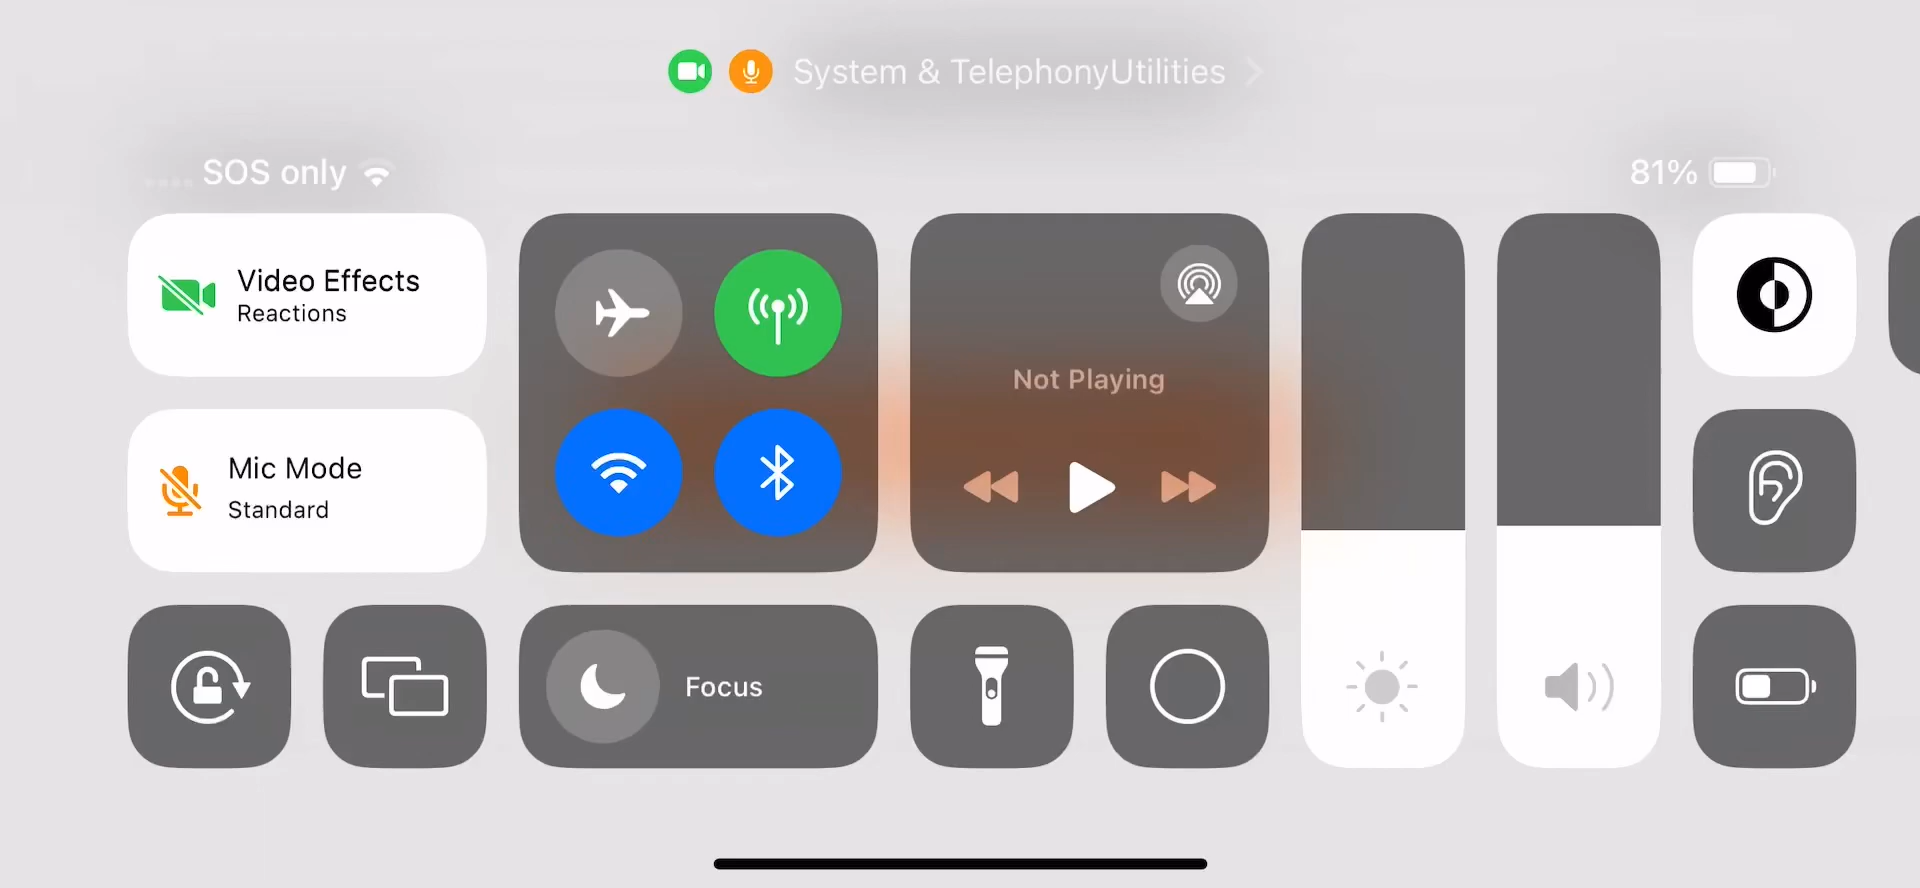 System & TelephonyUtilities
SOS only
81%
Video Effects
Reactions
Mic Mode
Standard
Not Playing
Focus